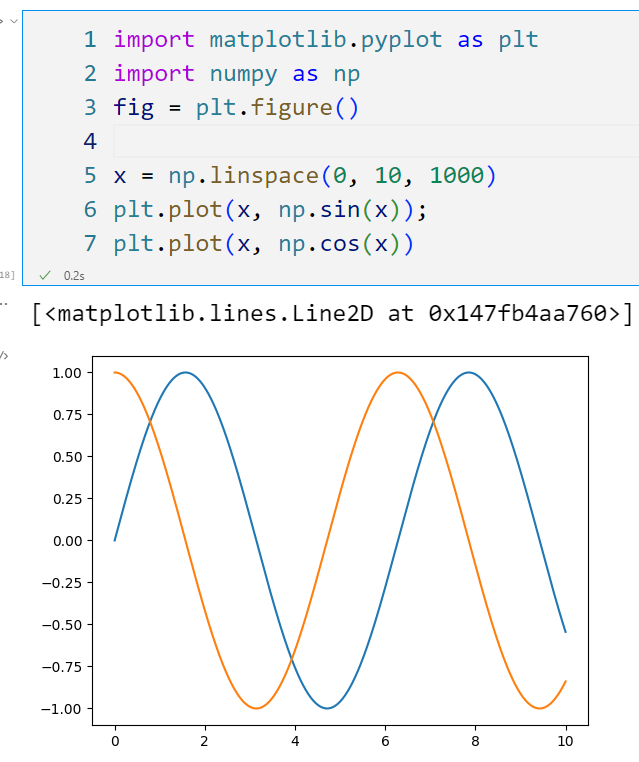 1 import matplotlib.pyplot as plt
2 import numpy as np
3 fig = plt.figure()
4
5 x = np.linspace(0, 10, 1000)
6 plt.plot(x, np.sin(x));
7 plt.plot(x, np.cos(x))
18]
0.2s
[<matplotlib.lines.Line2D at 0x147fb4aa760>]
1.00
0.75
0.50
0.25
0.00
−0.25
−0.50
−0.75
−1.00
0 2 4 6 8 10